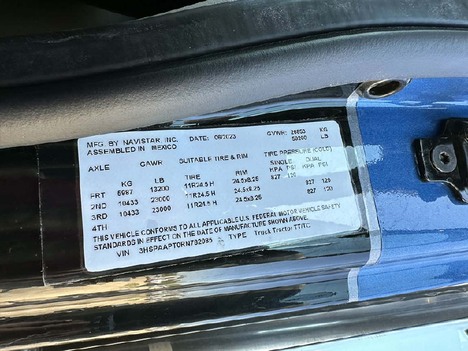 MFG. BY NAVISTAR INC. DATE: 08/2023 GVWR: 26853 KG
ASSEMBLED IN MEXICO 59200 LB
AXLE GAWR SUITABLE TIRE & RIM TIRE PRESSURE (COLD)
SINGLE DUAL
KG LB TIRE RIM KPA PSI KPA PSI
FRT 5987 13200 11R24.5 H 24.5x8.25 827 120
2ND 10433 23000 11R24.5 H 24.5x8.25 827 120
3RD 10433 23000 11R24.5 H 24.5x8.25 827 120
4TH
THIS VEHICLE CONFORMS TO ALL APPLICABLE U.S. FEDERAL MOTOR VEHICLE SAFETY
STANDARDS IN EFFECT ON THE DATE OF MANUFACTURE SHOWN ABOVE.
VIN TYPE Truck Tractor TT/TC